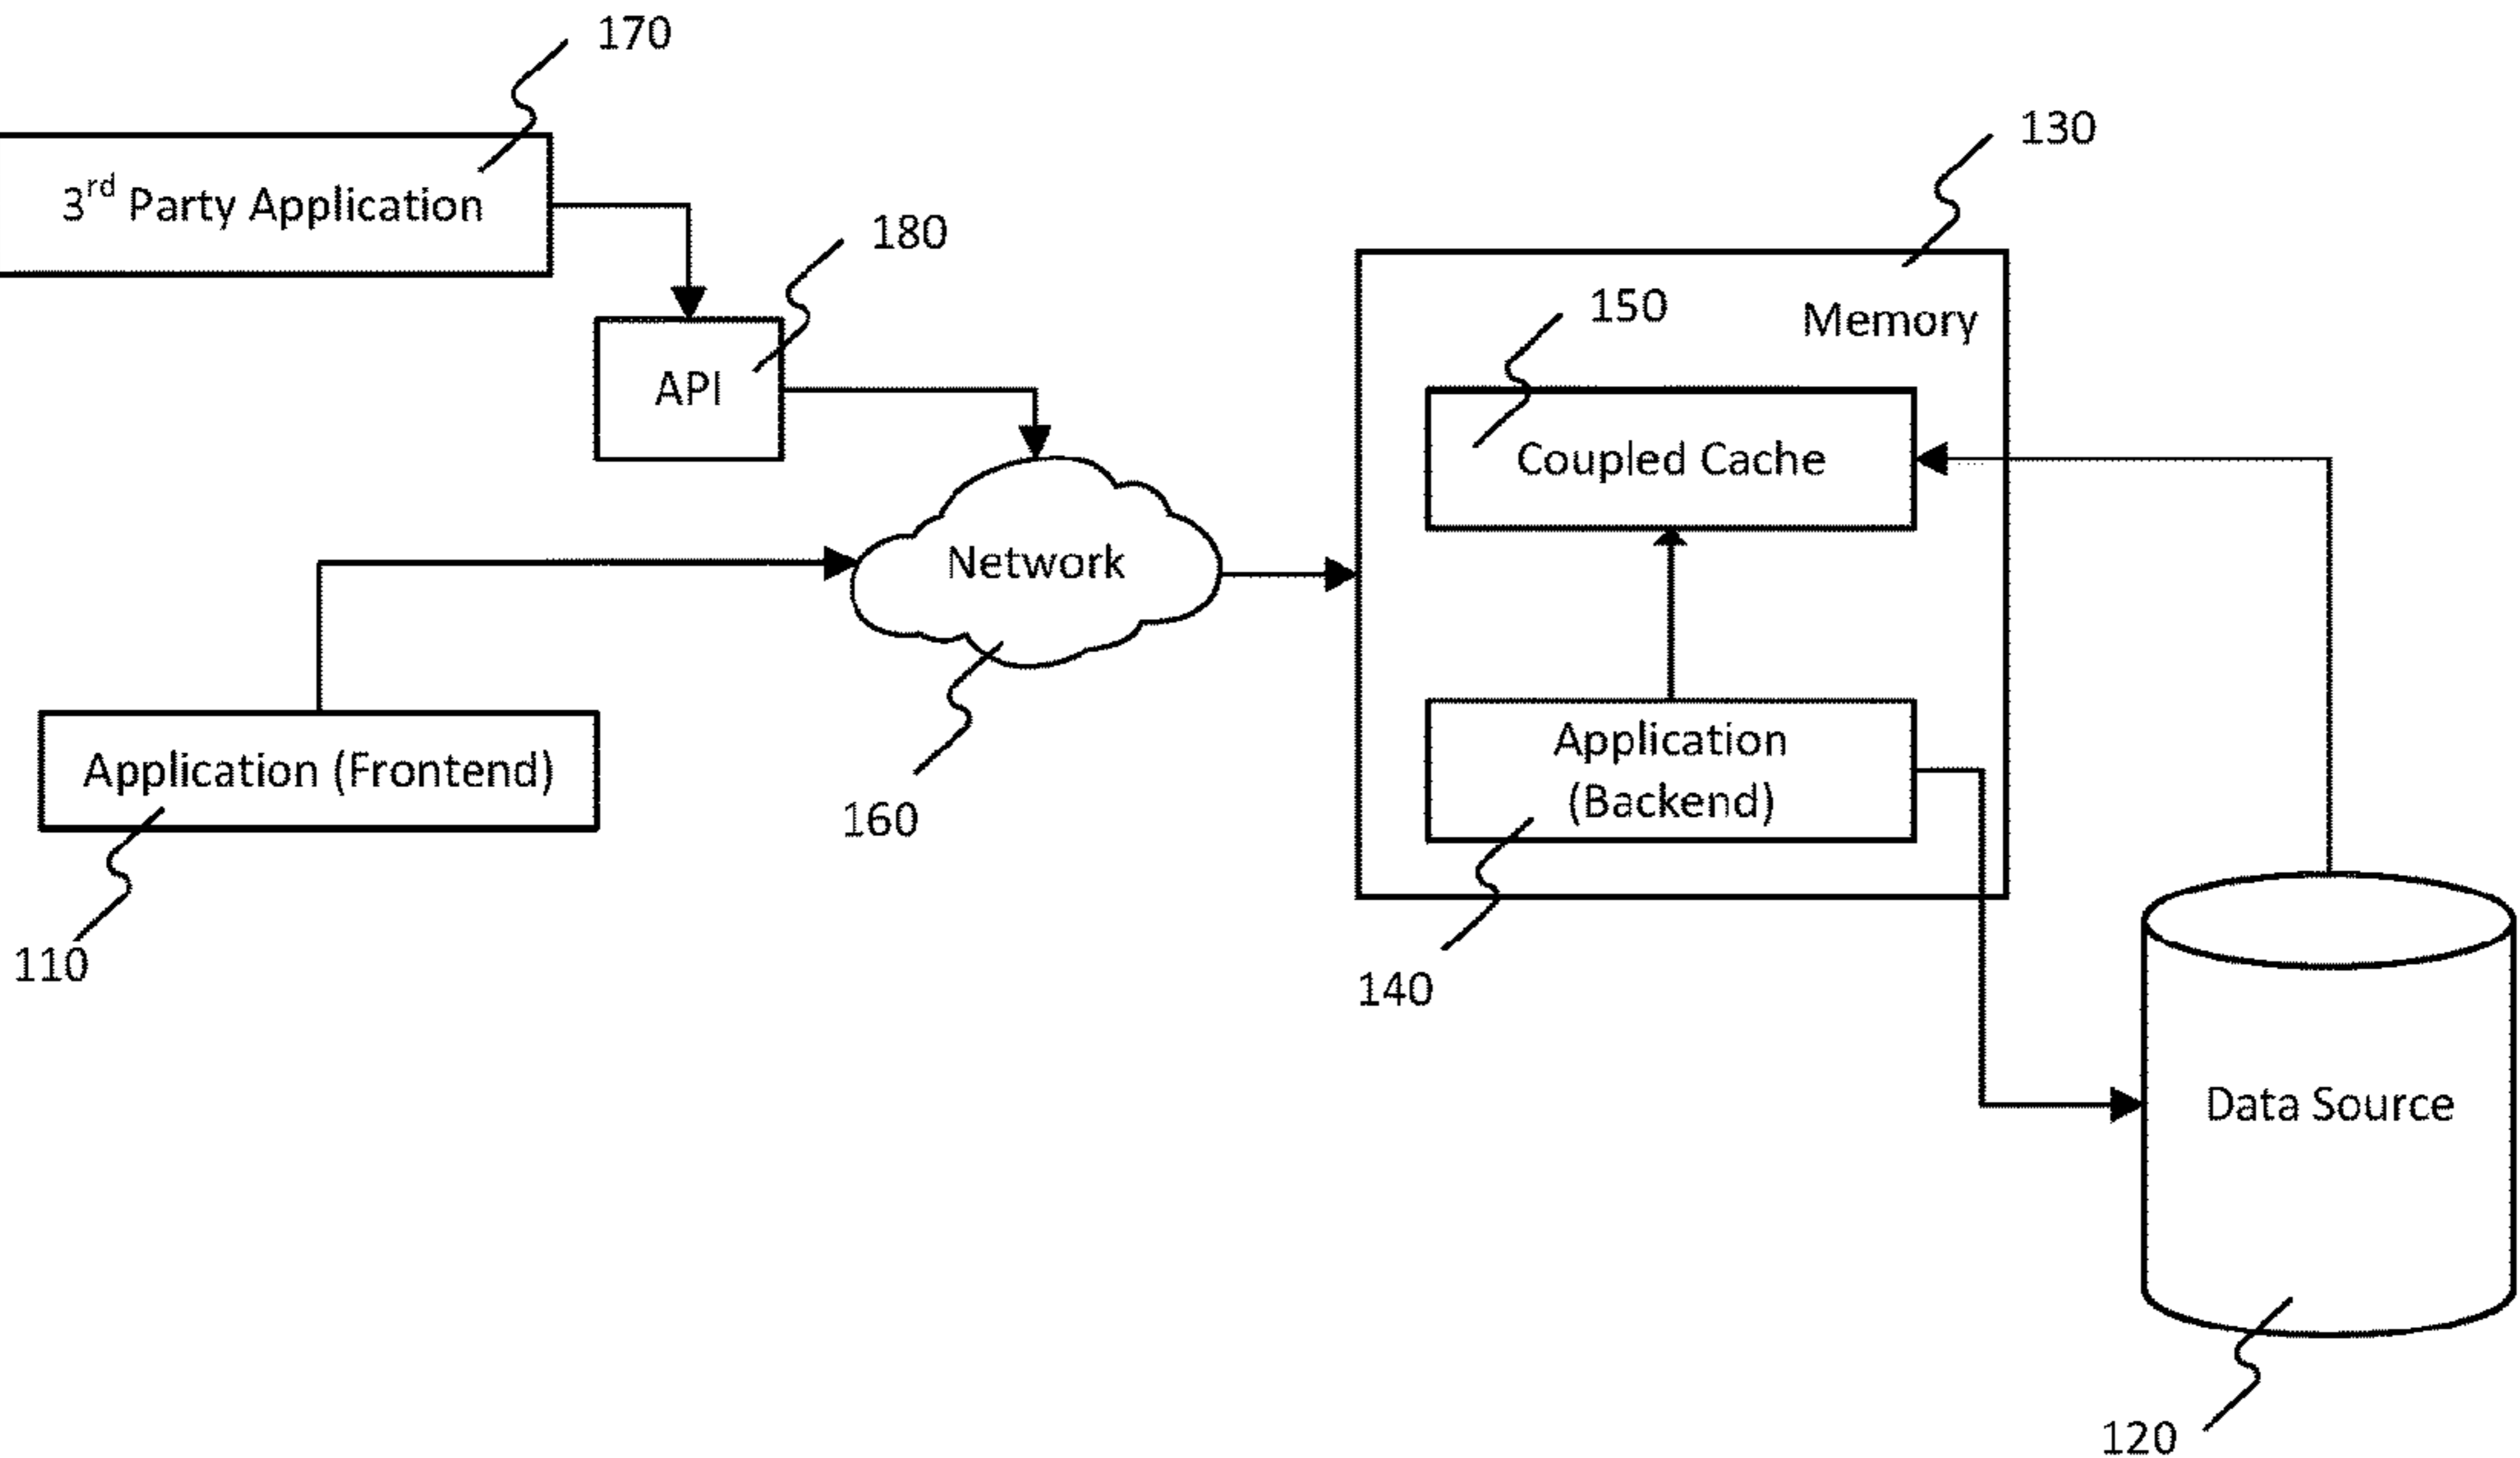 170
3rd Party Application
130
180
150
Memory
API
Coupled Cache
Network
Application
(Backend)
Application (Frontend)
160
110
140
Data Source
120